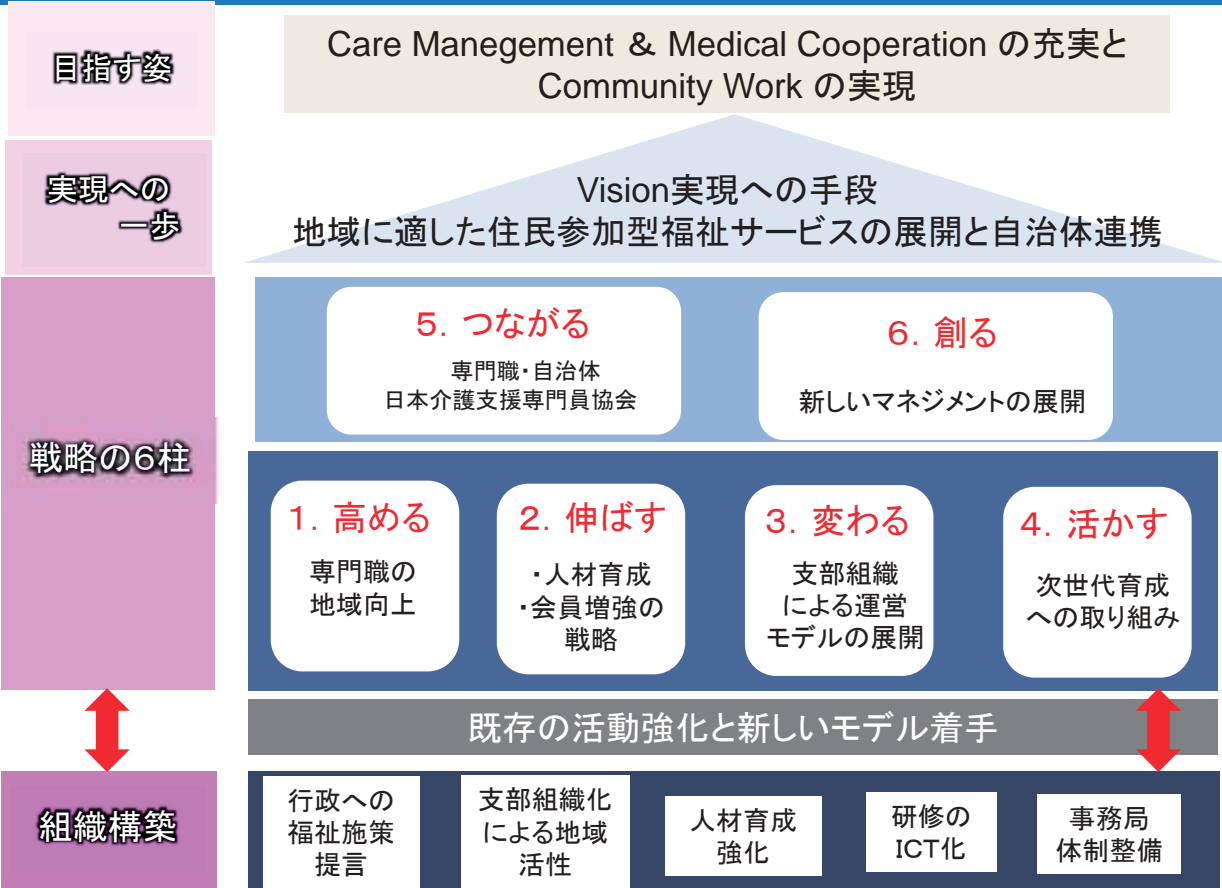 目指す姿
Care Manegement ＆ Medical Cooperation の充実と
Community Work の実現
実現への
一歩
Vision実現への手段
地域に適した住民参加型福祉サービスの展開と自治体連携
戦略の６柱
５．つながる
専門職・自治体
日本介護支援専門員協会
６．創る
新しいマネジメントの展開
１．高める
専門職の
地域向上
２．伸ばす
・人材育成
・会員増強の
戦略
３．変わる
支部組織
による運営
モデルの展開
４．活かす
次世代育成
への取り組み
既存の活動強化と新しいモデル着手
組織構築
行政への
福祉施策
提言
支部組織化
による地域
活性
人材育成
強化
研修の
ICT化
事務局
体制整備